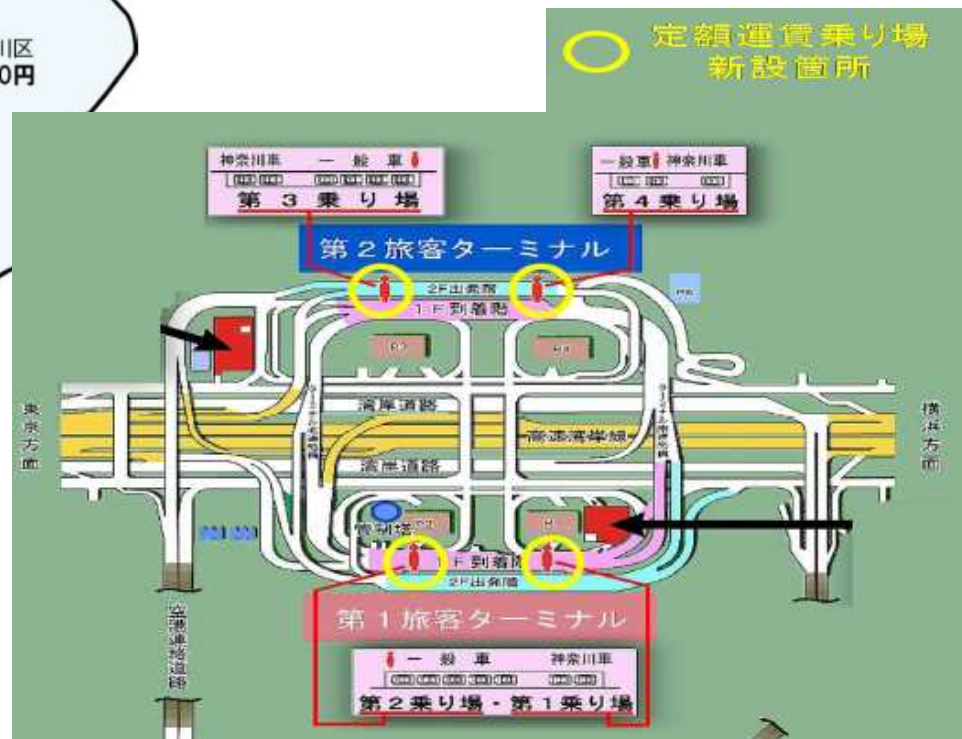 川区
0円
定額運賃乗り場
新設箇所
神奈川車 一般車
第3乗り場
一般車 神奈川車
第4乗り場
第2旅客ターミナル
2F出発階
1F到着階
湾岸道路
高速湾岸線
湾岸道路
東京方面
横浜方面
管制塔
F到着階
2F出発階
第1旅客ターミナル
空港連絡道路
一般車 神奈川車
第2乗り場・第1乗り場